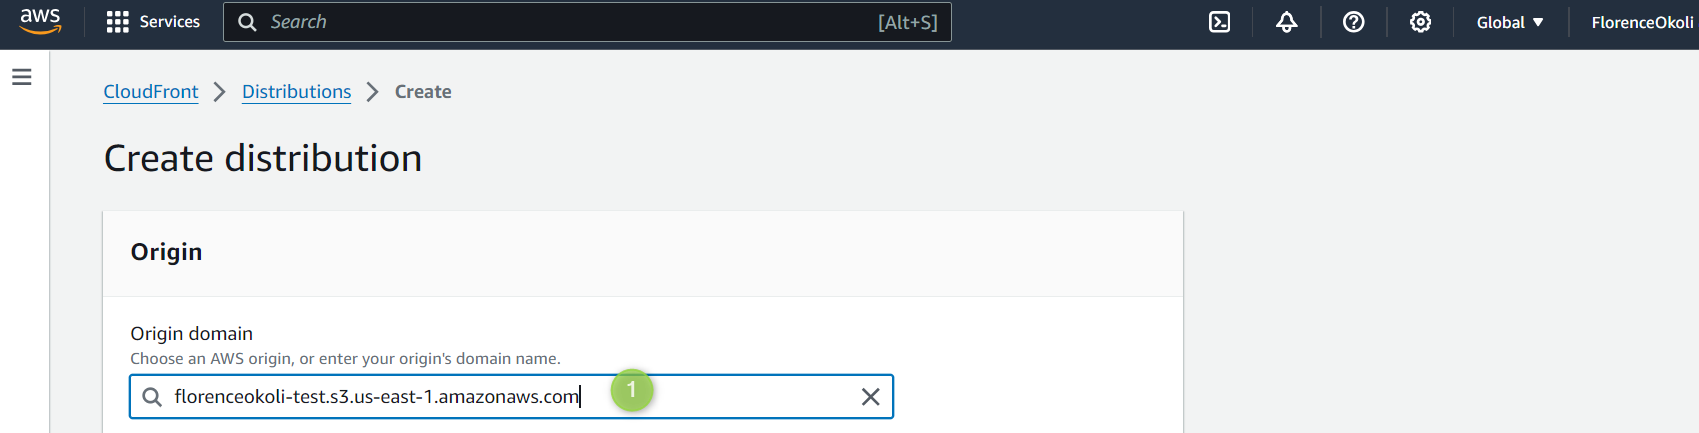 aws Services Search [Alt+S] Global FlorenceOkoli
CloudFront Distributions Create
Create distribution
Origin
Origin domain
Choose an AWS origin, or enter your origin's domain name.
florenceokoli-test.s3.us-east-1.amazonaws.com 1